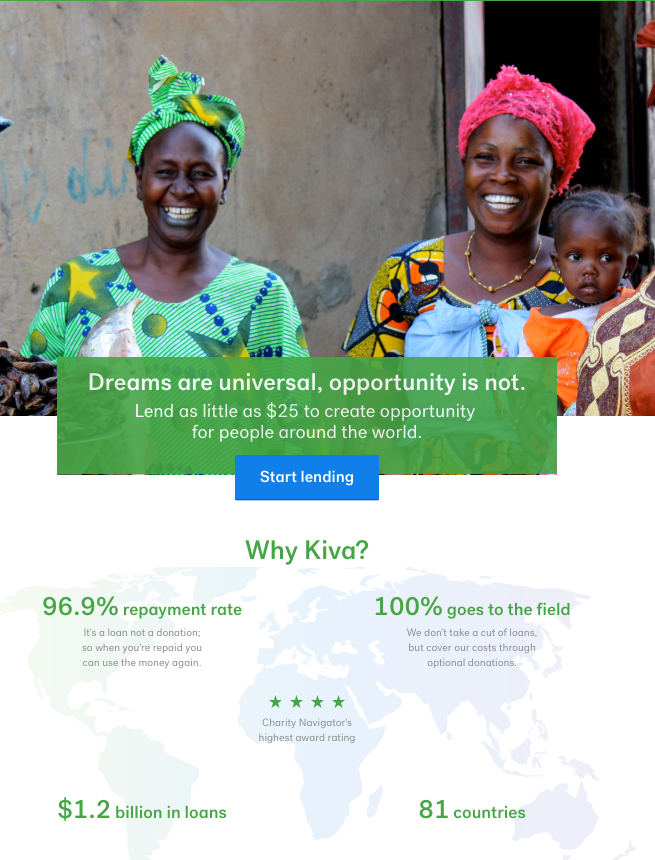 Dreams are universal, opportunity is not.
Lend as little as $25 to create opportunity
for people around the world.
Start lending
Why Kiva?
96.9% repayment rate
It's a loan not a donation;
so when you're repaid you
can use the money again.
100% goes to the field
We don't take a cut of loans,
but cover our costs through
optional donations.
★ ★ ★ ★
Charity Navigator's
highest award rating
$1.2 billion in loans
81 countries